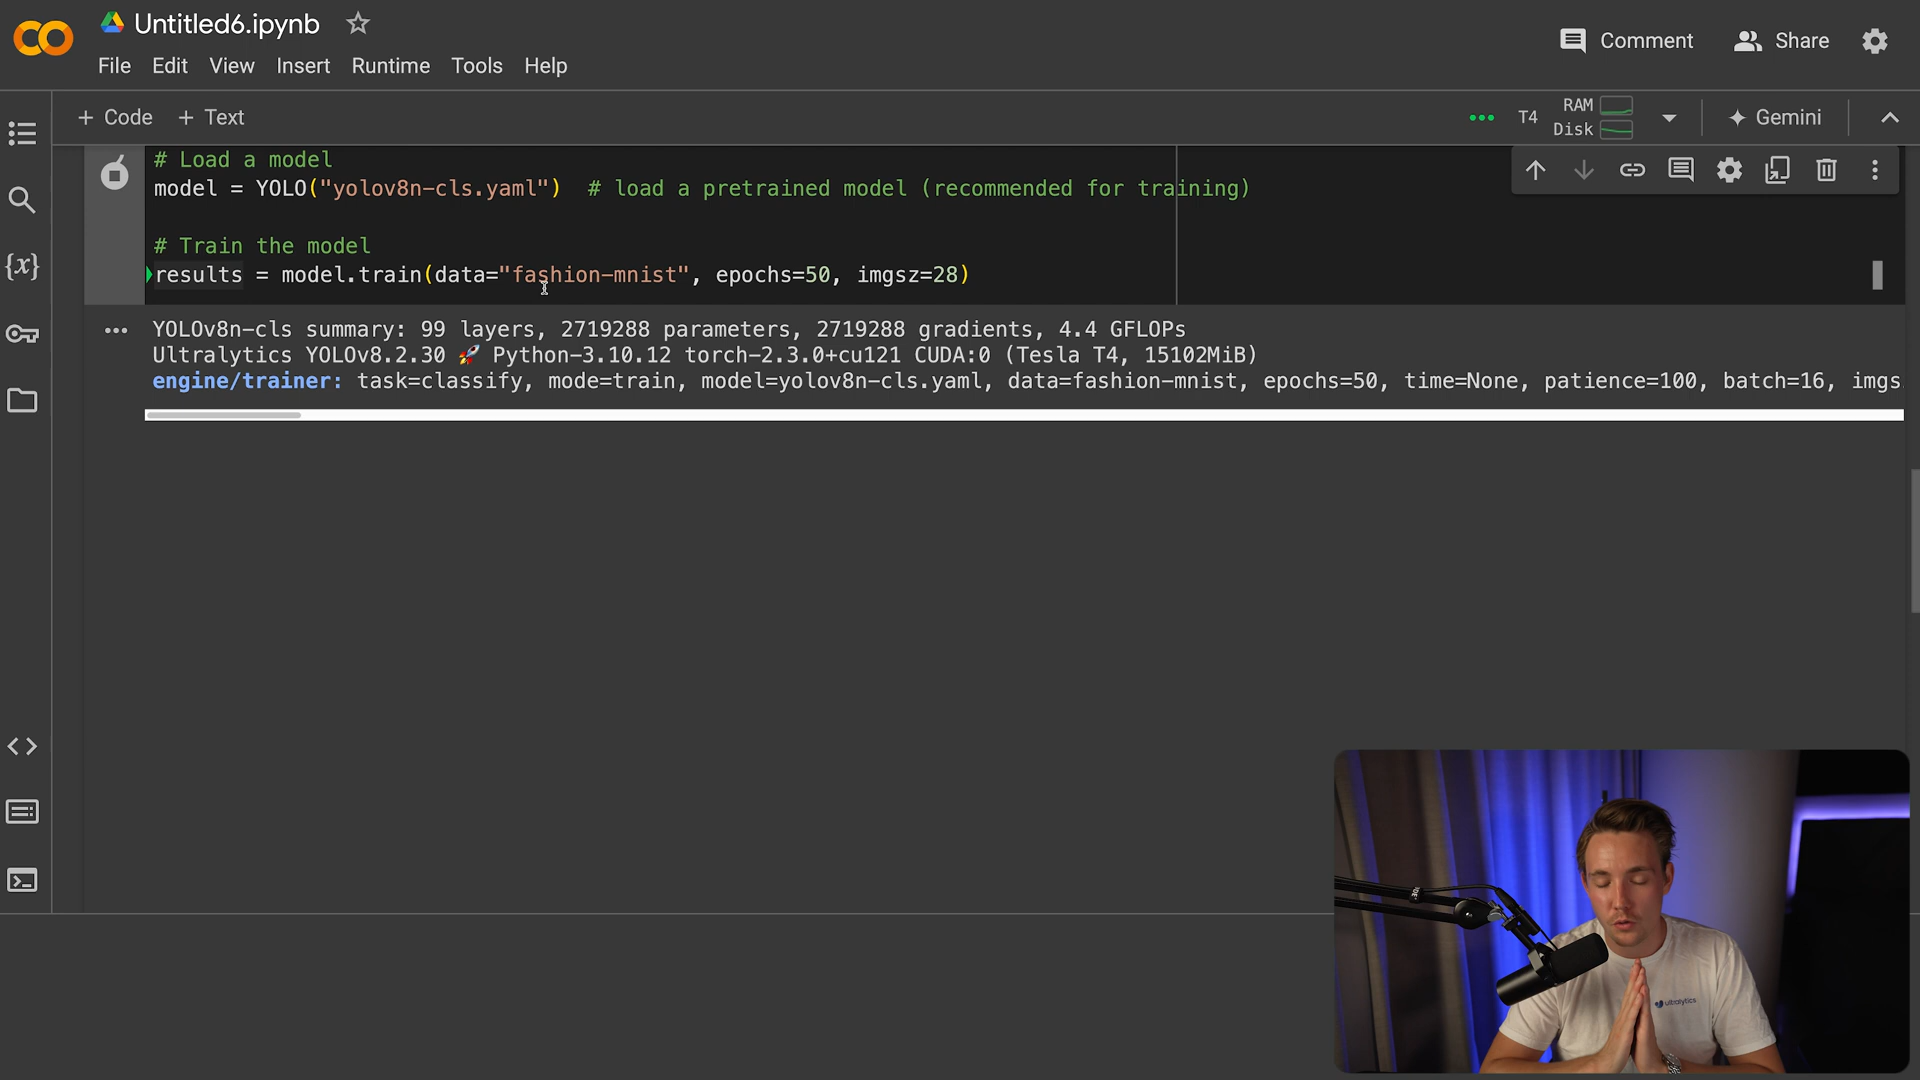 Untitled6.ipynb
Comment
Share
File Edit View Insert Runtime Tools Help
+ Code + Text
T4
RAM
Disk
Gemini
# Load a model
model = YOLO("yolov8n-cls.yaml")  # load a pretrained model (recommended for training)
# Train the model
results = model.train(data="fashion-mnist", epochs=50, imgsz=28)
YOLOv8n-cls summary: 99 layers, 2719288 parameters, 2719288 gradients, 4.4 GFLOPs
Ultralytics YOLOv8.2.30 🚀 Python-3.10.12 torch-2.3.0+cu121 CUDA:0 (Tesla T4, 15102MiB)
engine/trainer: task=classify, mode=train, model=yolov8n-cls.yaml, data=fashion-mnist, epochs=50, time=None, patience=100, batch=16, imgs
ultralytics